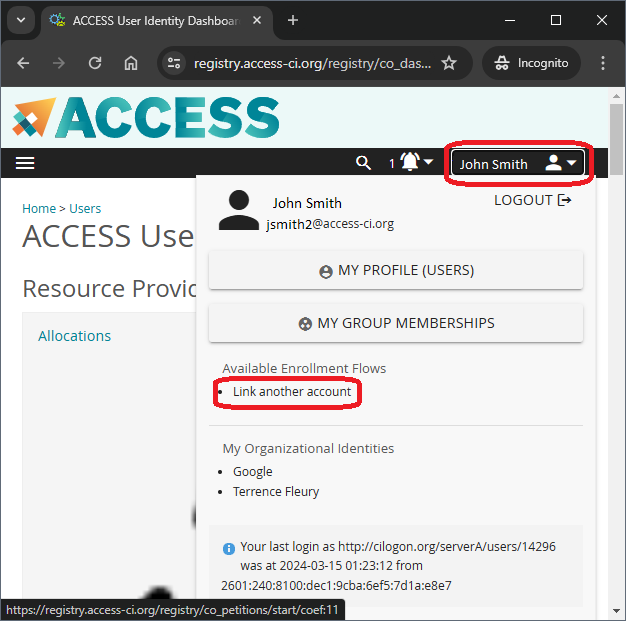 ACCESS User Identity Dashboar
registry.access-ci.org/registry/co_das...
Incognito
ACCESS
1
John Smith
John Smith
LOGOUT
jsmith2@access-ci.org
Home > Users
ACCESS Use
MY PROFILE (USERS)
Resource Provid
MY GROUP MEMBERSHIPS
Allocations
Available Enrollment Flows
Link another account
My Organizational Identities
Google
Terrence Fleury
Your last login as http://cilogon.org/serverA/users/14296
was at 2024-03-15 01:23:12 from
2601:240:8100:dec1:9cba:6ef5:7d1a:e8e7
https://registry.access-ci.org/registry/co_petitions/start/coef:11